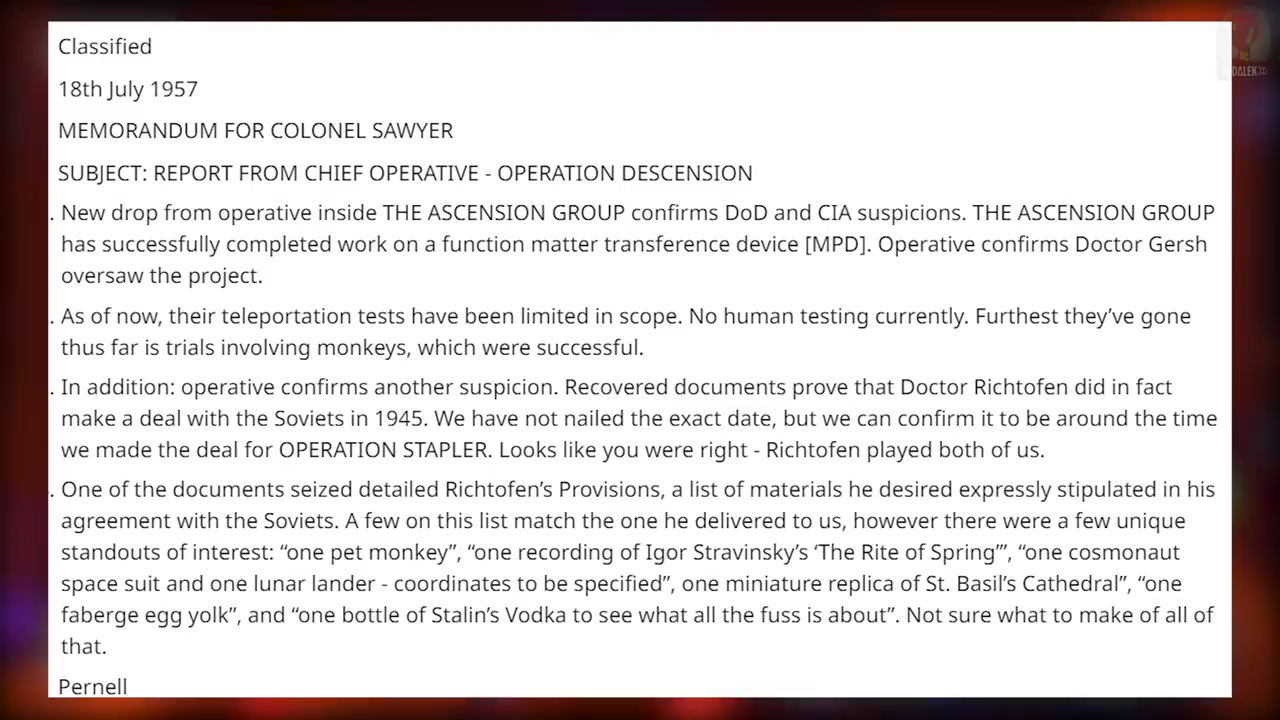 Classified
18th July 1957
MEMORANDUM FOR COLONEL SAWYER
SUBJECT: REPORT FROM CHIEF OPERATIVE - OPERATION DESCENSION
. New drop from operative inside THE ASCENSION GROUP confirms DoD and CIA suspicions. THE ASCENSION GROUP
has successfully completed work on a function matter transference device [MPD]. Operative confirms Doctor Gersh
oversaw the project.
. As of now, their teleportation tests have been limited in scope. No human testing currently. Furthest they’ve gone
thus far is trials involving monkeys, which were successful.
. In addition: operative confirms another suspicion. Recovered documents prove that Doctor Richtofen did in fact
make a deal with the Soviets in 1945. We have not nailed the exact date, but we can confirm it to be around the time
we made the deal for OPERATION STAPLER. Looks like you were right - Richtofen played both of us.
. One of the documents seized detailed Richtofen’s Provisions, a list of materials he desired expressly stipulated in his
agreement with the Soviets. A few on this list match the one he delivered to us, however there were a few unique
standouts of interest: “one pet monkey”, “one recording of Igor Stravinsky’s ‘The Rite of Spring’”, “one cosmonaut
space suit and one lunar lander - coordinates to be specified”, one miniature replica of St. Basil’s Cathedral”, “one
faberge egg yolk”, and “one bottle of Stalin’s Vodka to see what all the fuss is about”. Not sure what to make of all of
that.
Pernell